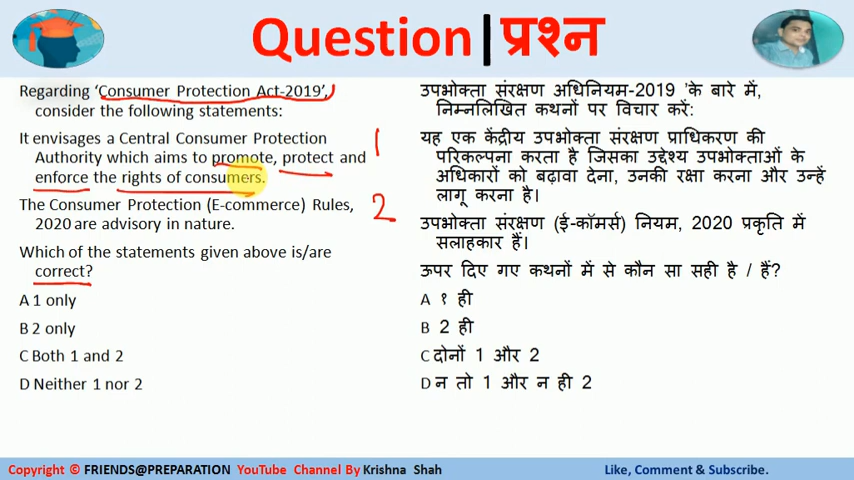 Question|प्रश्न
Regarding ‘Consumer Protection Act-2019’,
consider the following statements:
It envisages a Central Consumer Protection
Authority which aims to promote, protect and
enforce the rights of consumers.
1
The Consumer Protection (E-commerce) Rules,
2020 are advisory in nature.
2
Which of the statements given above is/are
correct?
A 1 only
B 2 only
C Both 1 and 2
D Neither 1 nor 2
उपभोक्ता संरक्षण अधिनियम-2019 'के बारे में,
निम्नलिखित कथनों पर विचार करें:
यह एक केंद्रीय उपभोक्ता संरक्षण प्राधिकरण की
परिकल्पना करता है जिसका उद्देश्य उपभोक्ताओं के
अधिकारों को बढ़ावा देना, उनकी रक्षा करना और उन्हें
लागू करना है।
उपभोक्ता संरक्षण (ई-कॉमर्स) नियम, 2020 प्रकृति में
सलाहकार हैं।
ऊपर दिए गए कथनों में से कौन सा सही है / हैं?
A १ ही
B 2 ही
C दोनों 1 और 2
D न तो 1 और न ही 2
Copyright © FRIENDS@PREPARATION YouTube Channel By Krishna Shah
Like, Comment & Subscribe.